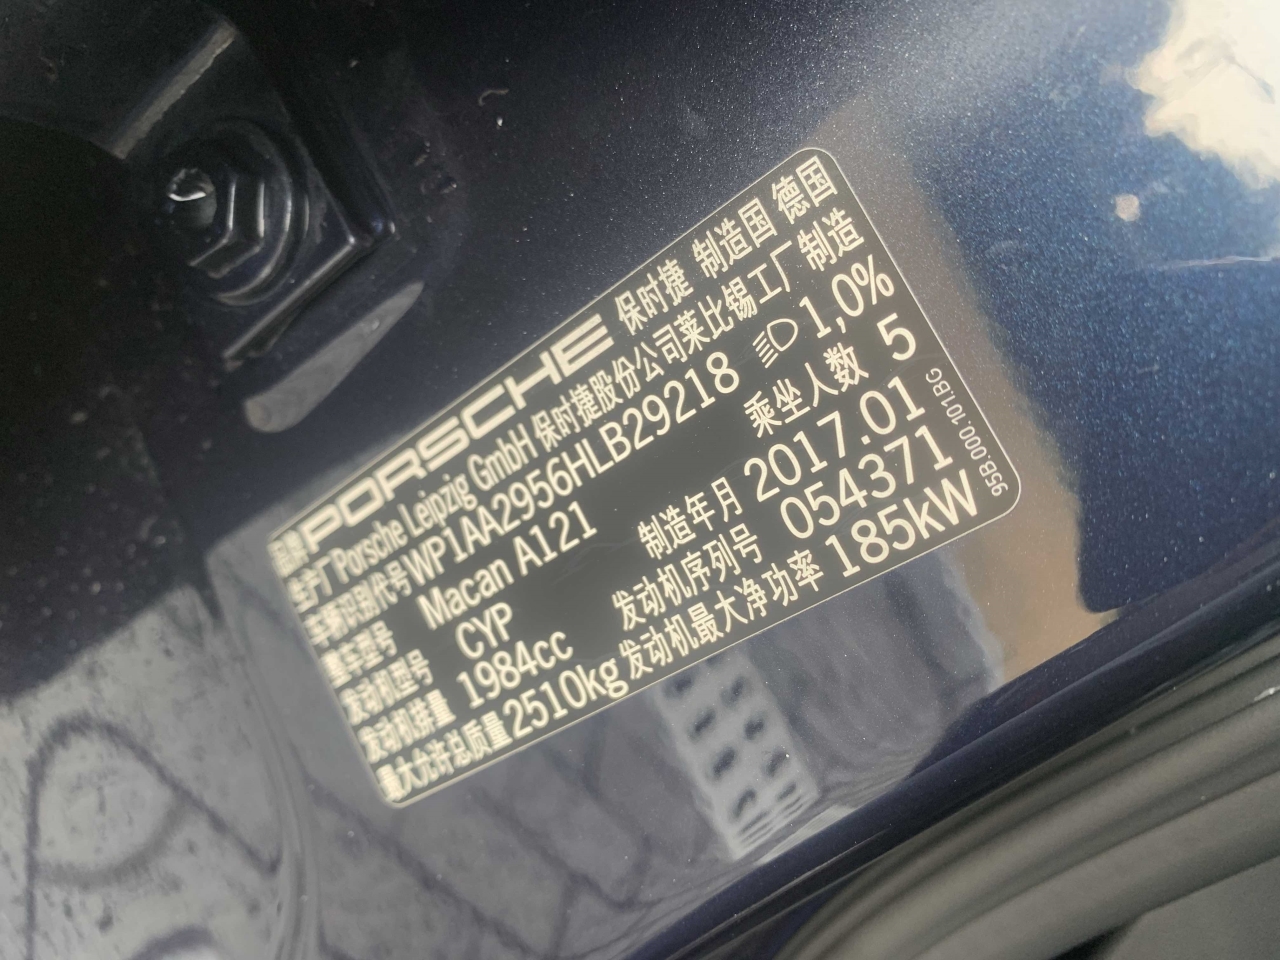 品牌 PORSCHE 保时捷 制造国 德国
生产厂 Porsche Leipzig GmbH 保时捷股份公司莱比锡工厂制造
车辆识别代号 WP1AA2956HLB29218 1,0%
整车型号 Macan A121 乘坐人数 5
发动机型号 CYP 制造年月 2017.01
发动机排量 1984cc 发动机序列号 054371
最大允许总质量 2510kg 发动机最大净功率 185kW
95B.000.101.BG